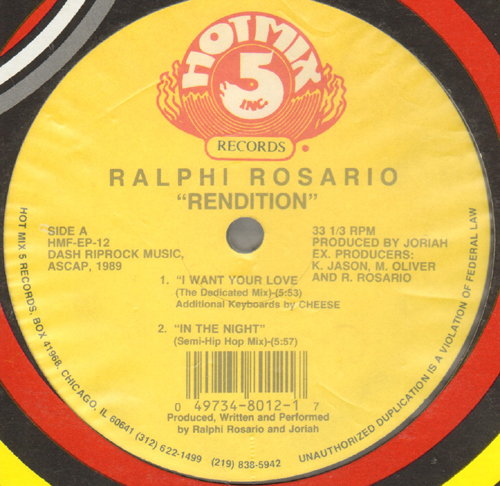 HOT MIX
5
INC.
RECORDS
RALPHI ROSARIO
"RENDITION"
SIDE A
HMF-EP-12
DASH RIPROCK MUSIC,
ASCAP, 1989
33 1/3 RPM
PRODUCED BY JORIAH
EX. PRODUCERS:
K. JASON, M. OLIVER
AND R. ROSARIO
1. "I WANT YOUR LOVE
(The Dedicated Mix)-(5:53)
Additional Keyboards by CHEESE
2. "IN THE NIGHT"
(Semi-Hip Hop Mix)-(5:57)
0 49734-8012-1 7
Produced, Written and Performed
by Ralphi Rosario and Joriah
HOT MIX 5 RECORDS, BOX 41968, CHICAGO, IL 60641 (312) 622-1499 (219) 838-5942
UNAUTHORIZED DUPLICATION IS A VIOLATION OF FEDERAL LAW